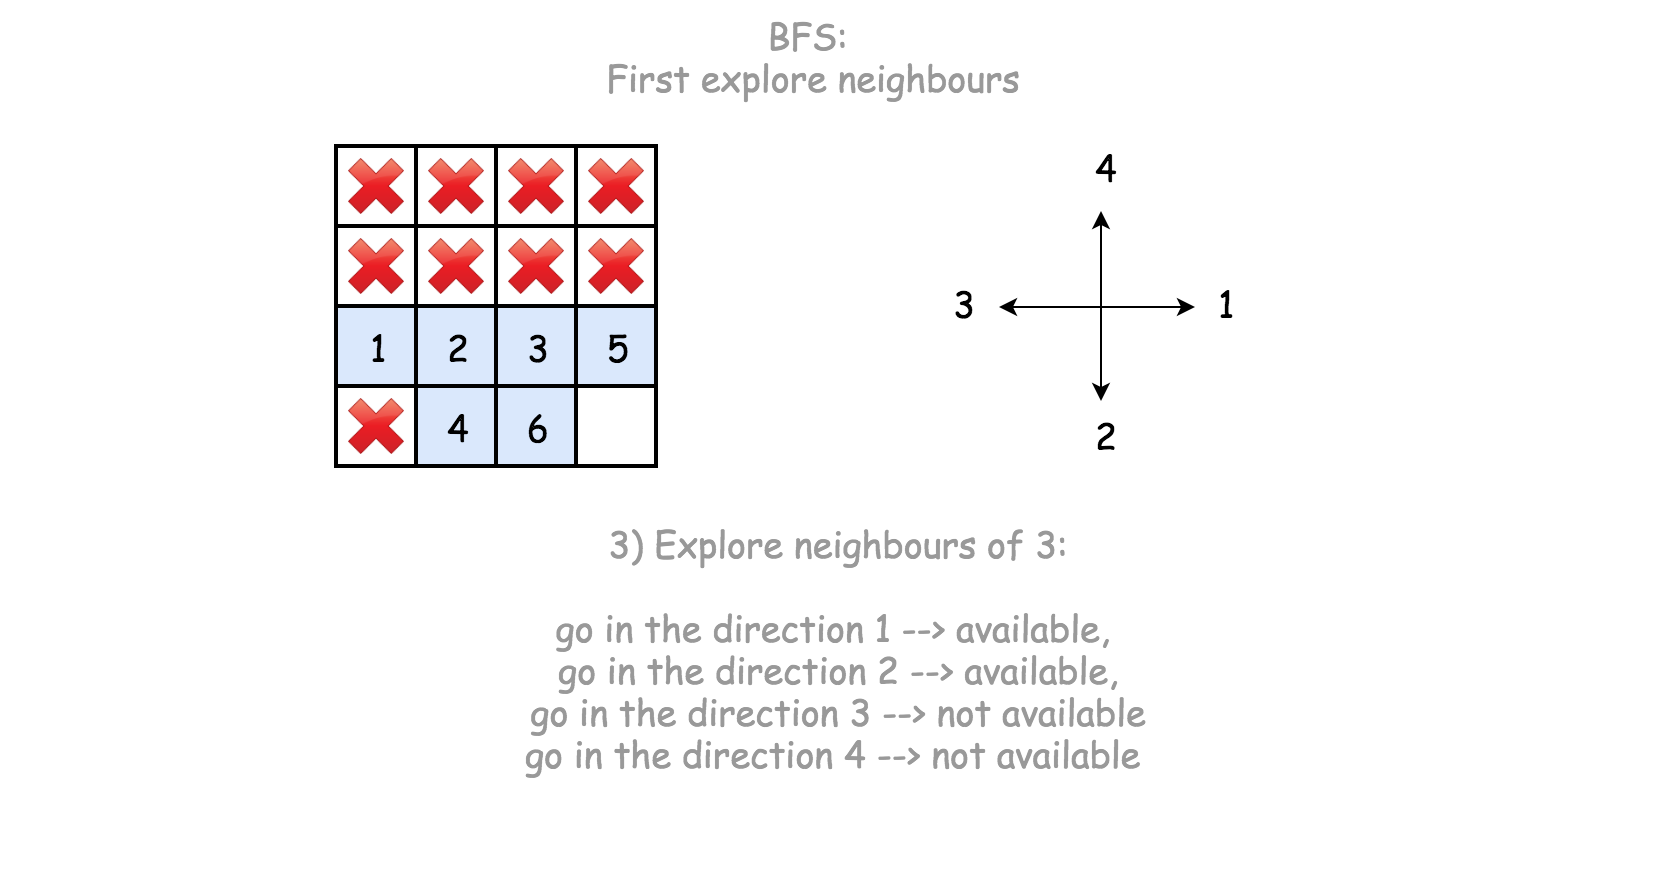 BFS:
First explore neighbours
4
3
1
1 2 3 5
4 6
2
3) Explore neighbours of 3:
go in the direction 1 --> available,
go in the direction 2 --> available,
go in the direction 3 --> not available
go in the direction 4 --> not available